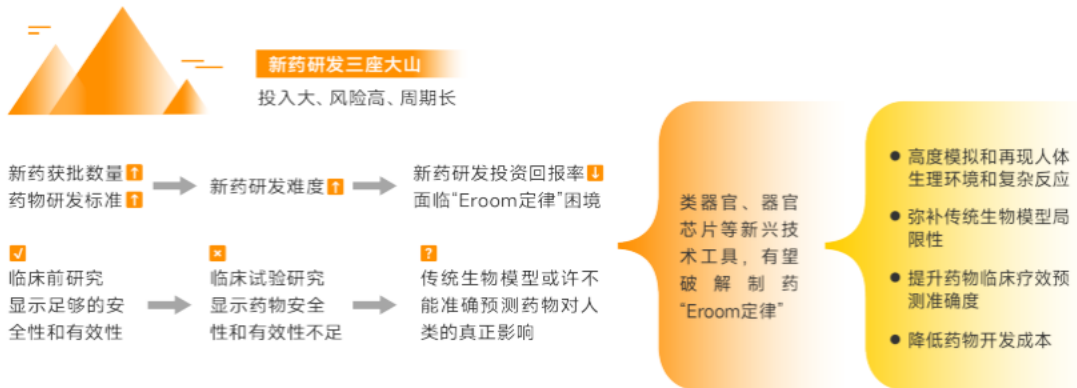 新药研发三座大山
投入大、风险高、周期长
新药获批数量↑
药物研发标准↑
新药研发难度↑
新药研发投资回报率↓
面临“Eroom定律”困境
√
临床前研究
显示足够的安
全性和有效性
×
临床试验研究
显示药物安全
性和有效性不足
?
传统生物模型或许不
能准确预测药物对人
类的真正影响
类器官、器官
芯片等新兴技
术工具，有望
破解制药
“Eroom定律”
● 高度模拟和再现人体
生理环境和复杂反应
● 弥补传统生物模型局
限性
● 提升药物临床疗效预
测准确度
● 降低药物开发成本